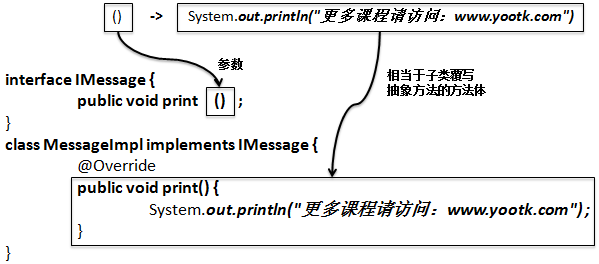 () -> System.out.println("更多课程请访问：www.yootk.com")
参数
相当于子类覆写
抽象方法的方法体
interface IMessage {
public void print () ;
}
class MessageImpl implements IMessage {
@Override
public void print() {
System.out.println("更多课程请访问：www.yootk.com");
}
}